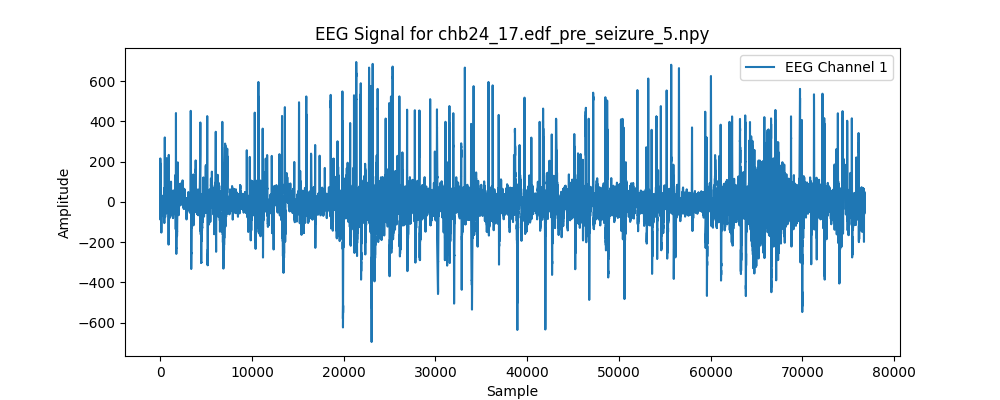 EEG Signal for chb24_17.edf_pre_seizure_5.npy
EEG Channel 1
Amplitude
600
400
200
0
−200
−400
−600
0 10000 20000 30000 40000 50000 60000 70000 80000
Sample